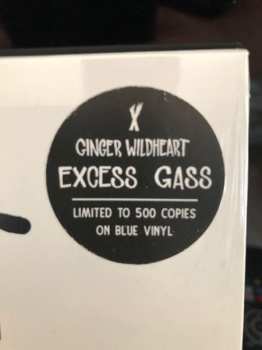 X
GINGER WILDHEART
EXCESS GASS
LIMITED TO 500 COPIES
ON BLUE VINYL